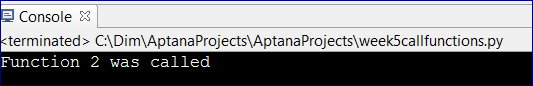 Console
<terminated> C:\Dim\AptanaProjects\AptanaProjects\week5callfunctions.py
Function 2 was called